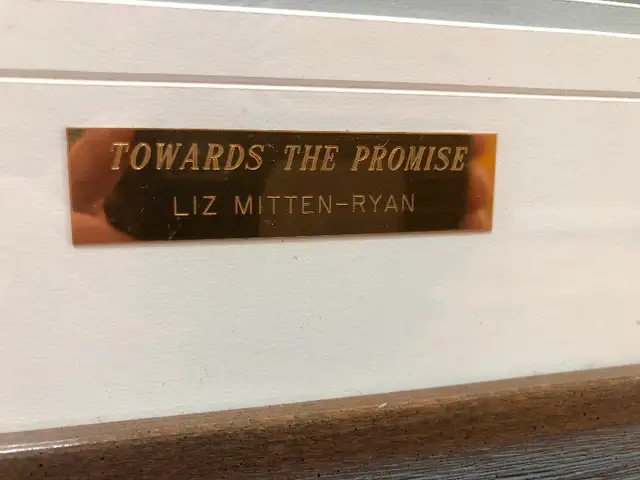 TOWARDS THE PROMISE
LIZ MITTEN-RYAN